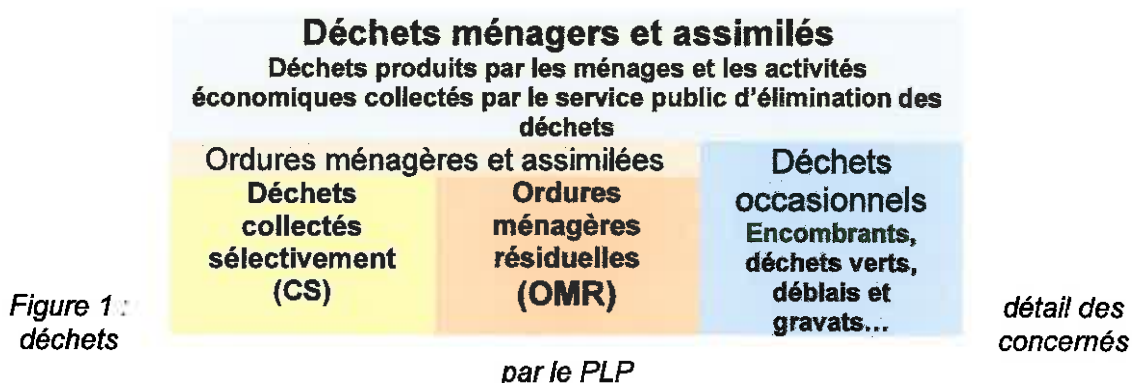 Déchets ménagers et assimilés
Déchets produits par les ménages et les activités
économiques collectés par le service public d'élimination des
déchets
Ordures ménagères et assimilées
Déchets
collectés
sélectivement
(CS)
Ordures
ménagères
résiduelles
(OMR)
Déchets
occasionnels
Encombrants,
déchets verts,
déblais et
gravats...
Figure 1 : détail des
déchets concernés
par le PLP